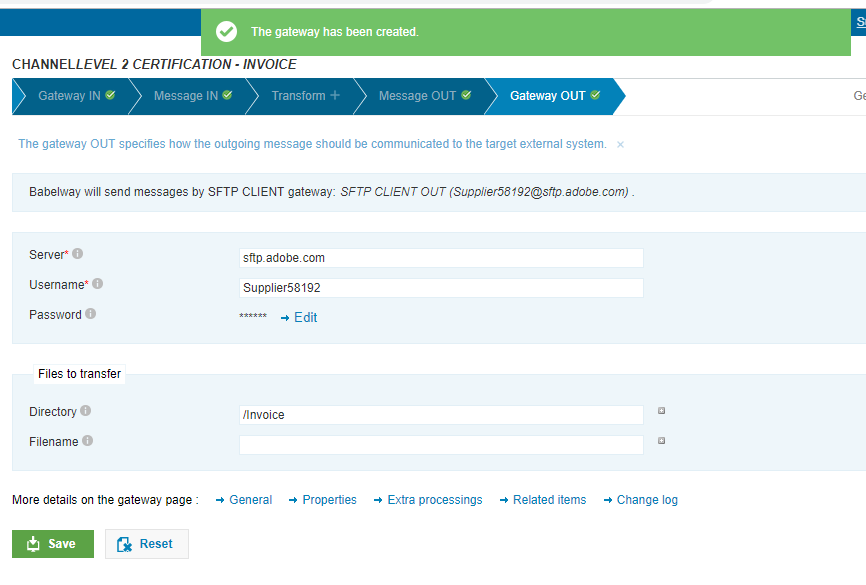 The gateway has been created.
S
CHANNELLEVEL 2 CERTIFICATION - INVOICE
Gateway IN Message IN Transform + Message OUT Gateway OUT Ge
The gateway OUT specifies how the outgoing message should be communicated to the target external system. ×
Babelway will send messages by SFTP CLIENT gateway: SFTP CLIENT OUT (Supplier58192@sftp.adobe.com) .
Server* sftp.adobe.com
Username* Supplier58192
Password ****** → Edit
Files to transfer
Directory /Invoice
Filename
More details on the gateway page : → General → Properties → Extra processings → Related items → Change log
Save Reset